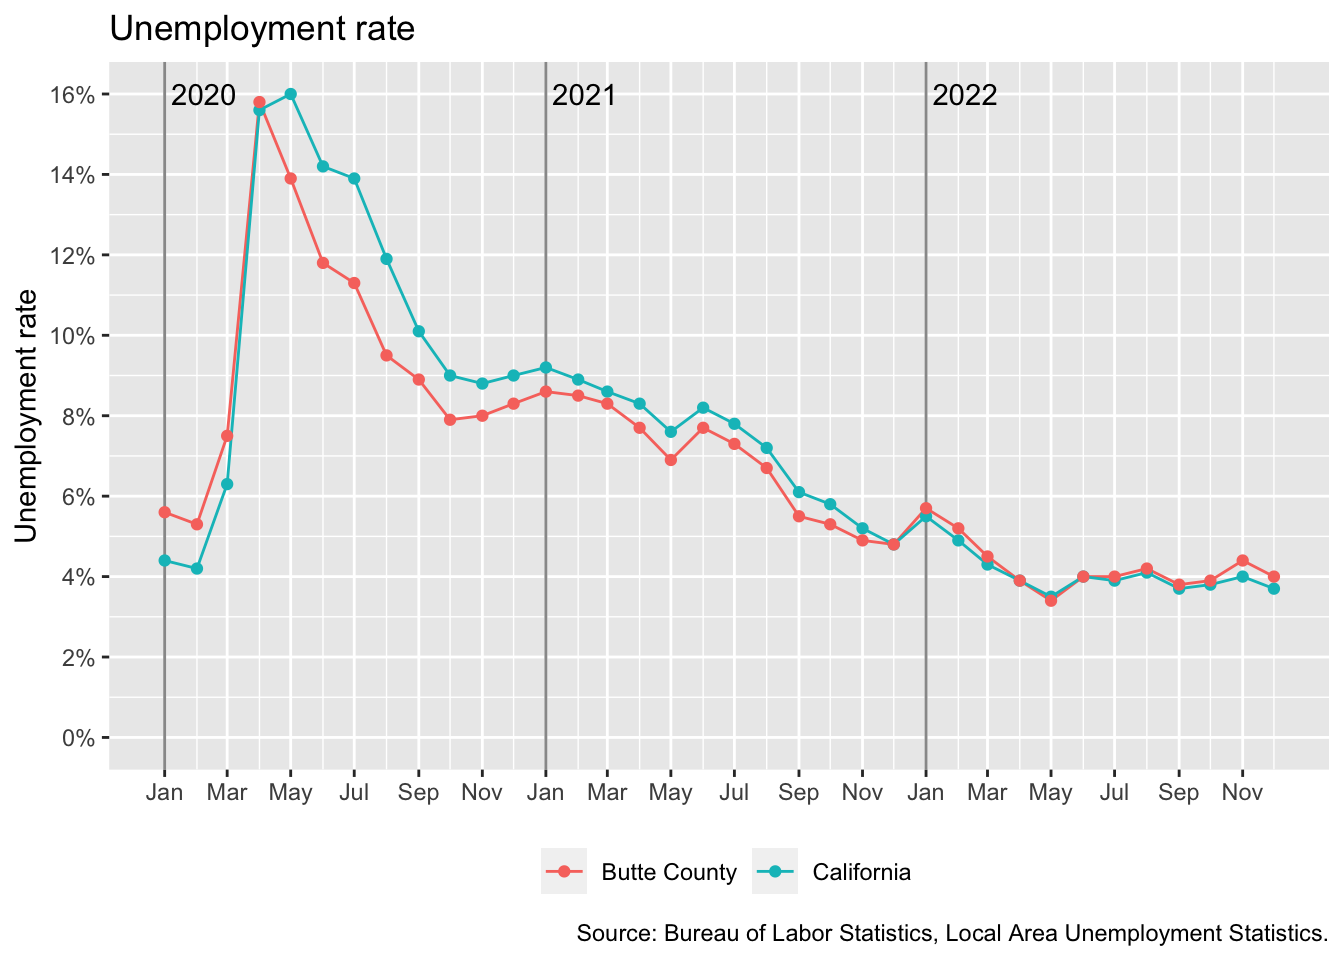 Unemployment rate
2020 2021 2022
16%
14%
12%
10%
8%
6%
4%
2%
0%
Unemployment rate
Jan Mar May Jul Sep Nov Jan Mar May Jul Sep Nov Jan Mar May Jul Sep Nov
Butte County California
Source: Bureau of Labor Statistics, Local Area Unemployment Statistics.